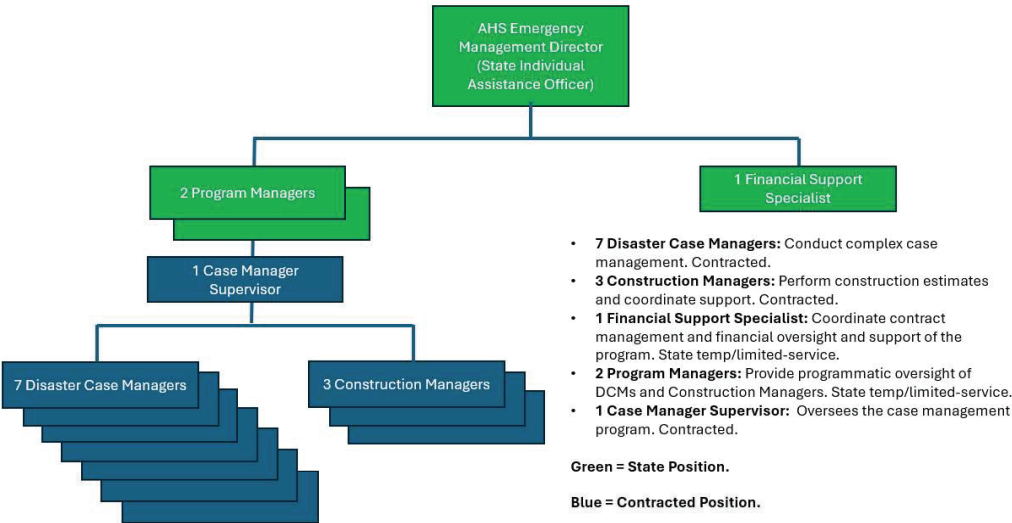 AHS Emergency
Management Director
(State Individual
Assistance Officer)
2 Program Managers
1 Financial Support
Specialist
1 Case Manager
Supervisor
7 Disaster Case Managers
3 Construction Managers
• 7 Disaster Case Managers: Conduct complex case
management. Contracted.
• 3 Construction Managers: Perform construction estimates
and coordinate support. Contracted.
• 1 Financial Support Specialist: Coordinate contract
management and financial oversight and support of the
program. State temp/limited-service.
• 2 Program Managers: Provide programmatic oversight of
DCMs and Construction Managers. State temp/limited-service.
• 1 Case Manager Supervisor: Oversees the case management
program. Contracted.
Green = State Position.
Blue = Contracted Position.